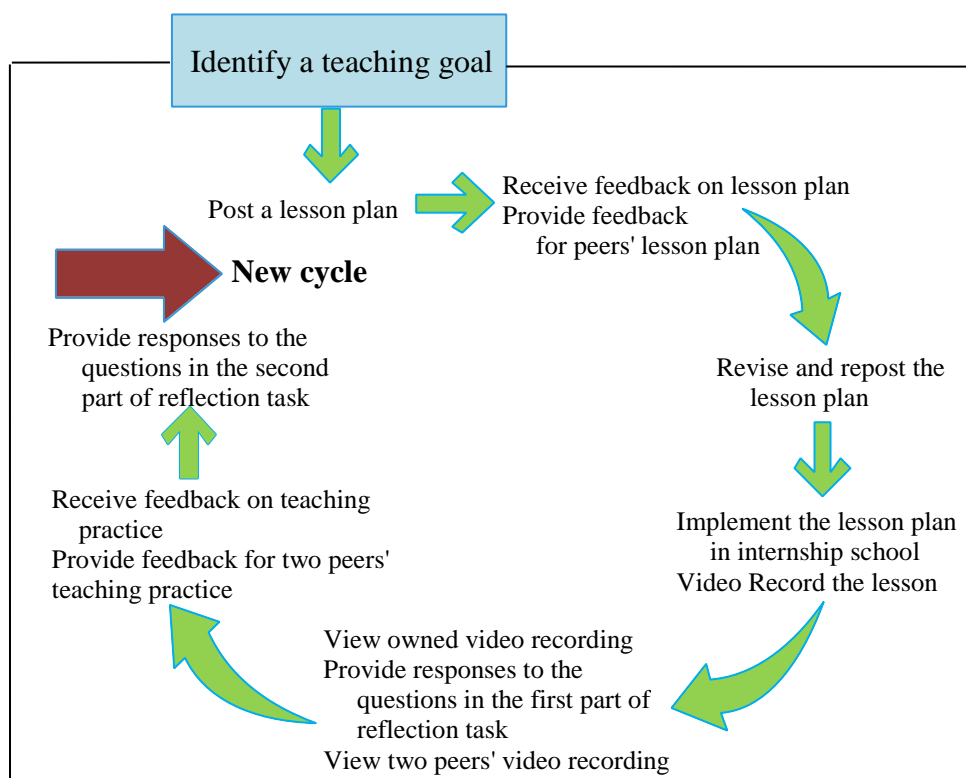 Identify a teaching goal
Post a lesson plan
Receive feedback on lesson plan
Provide feedback
for peers' lesson plan
Revise and repost the
lesson plan
Implement the lesson plan
in internship school
Video Record the lesson
View owned video recording
Provide responses to the
questions in the first part of
reflection task
View two peers' video recording
Receive feedback on teaching
practice
Provide feedback for two peers'
teaching practice
Provide responses to the
questions in the second
part of reflection task
New cycle